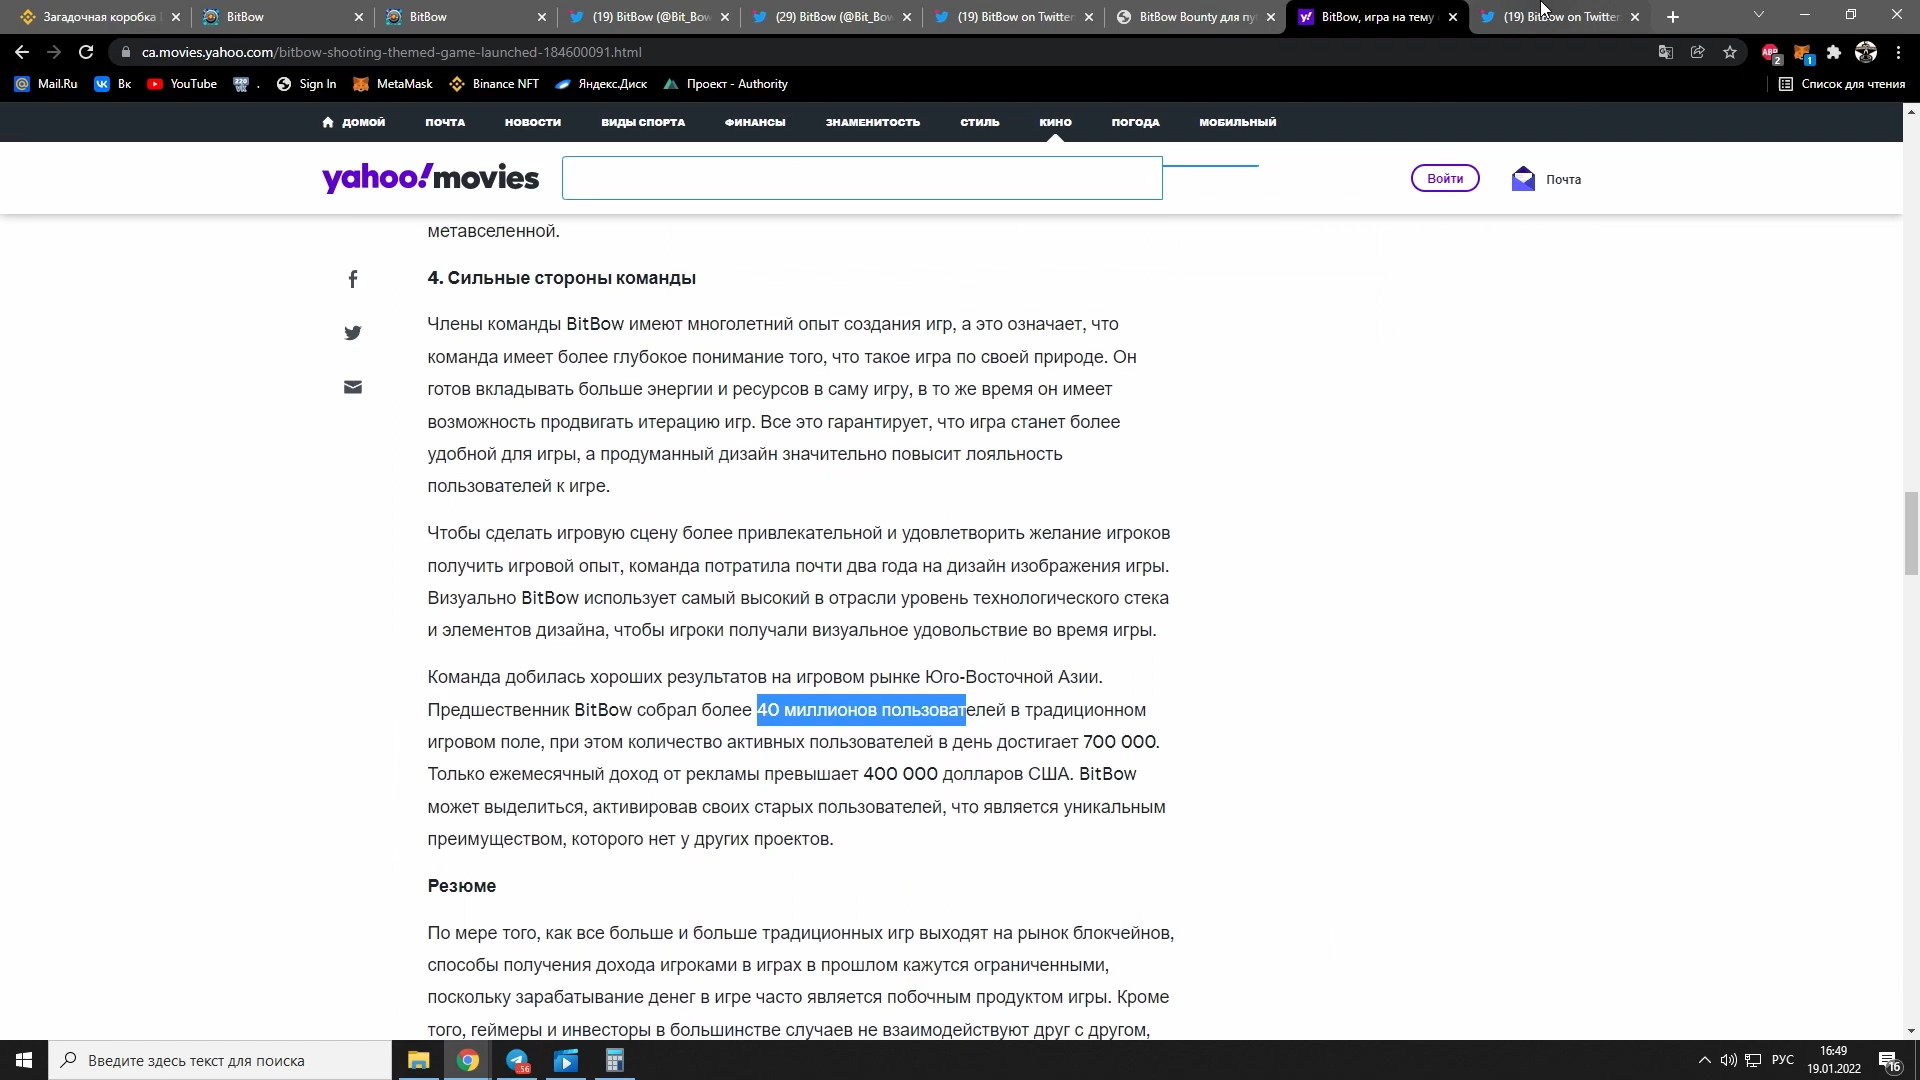 Загадочная коробка
BitBow
BitBow
(19) BitBow (@Bit_Bow
(29) BitBow (@Bit_Bow
(19) BitBow on Twitter
BitBow Bounty для пу
BitBow, игра на тему
(19) BitBow on Twitter
ca.movies.yahoo.com/bitbow-shooting-themed-game-launched-184600091.html
ABP 2
1
Mail.Ru
Вк
YouTube
.
Sign In
MetaMask
Binance NFT
Яндекс.Диск
Проект - Authority
Список для чтения
ДОМОЙ
ПОЧТА
НОВОСТИ
ВИДЫ СПОРТА
ФИНАНСЫ
ЗНАМЕНИТОСТЬ
СТИЛЬ
КИНО
ПОГОДА
МОБИЛЬНЫЙ
yahoo!movies
Войти
Почта
метавселенной.
4. Сильные стороны команды
Члены команды BitBow имеют многолетний опыт создания игр, а это означает, что
команда имеет более глубокое понимание того, что такое игра по своей природе. Он
готов вкладывать больше энергии и ресурсов в саму игру, в то же время он имеет
возможность продвигать итерацию игр. Все это гарантирует, что игра станет более
удобной для игры, а продуманный дизайн значительно повысит лояльность
пользователей к игре.
Чтобы сделать игровую сцену более привлекательной и удовлетворить желание игроков
получить игровой опыт, команда потратила почти два года на дизайн изображения игры.
Визуально BitBow использует самый высокий в отрасли уровень технологического стека
и элементов дизайна, чтобы игроки получали визуальное удовольствие во время игры.
Команда добилась хороших результатов на игровом рынке Юго-Восточной Азии.
Предшественник BitBow собрал более 40 миллионов пользователей в традиционном
игровом поле, при этом количество активных пользователей в день достигает 700 000.
Только ежемесячный доход от рекламы превышает 400 000 долларов США. BitBow
может выделиться, активировав своих старых пользователей, что является уникальным
преимуществом, которого нет у других проектов.
Резюме
По мере того, как все больше и больше традиционных игр выходят на рынок блокчейнов,
способы получения дохода игроками в играх в прошлом кажутся ограниченными,
поскольку зарабатывание денег в игре часто является побочным продуктом игры. Кроме
того, геймеры и инвесторы в большинстве случаев не взаимодействуют друг с другом,
Введите здесь текст для поиска
РУС
16:49
19.01.2022
16